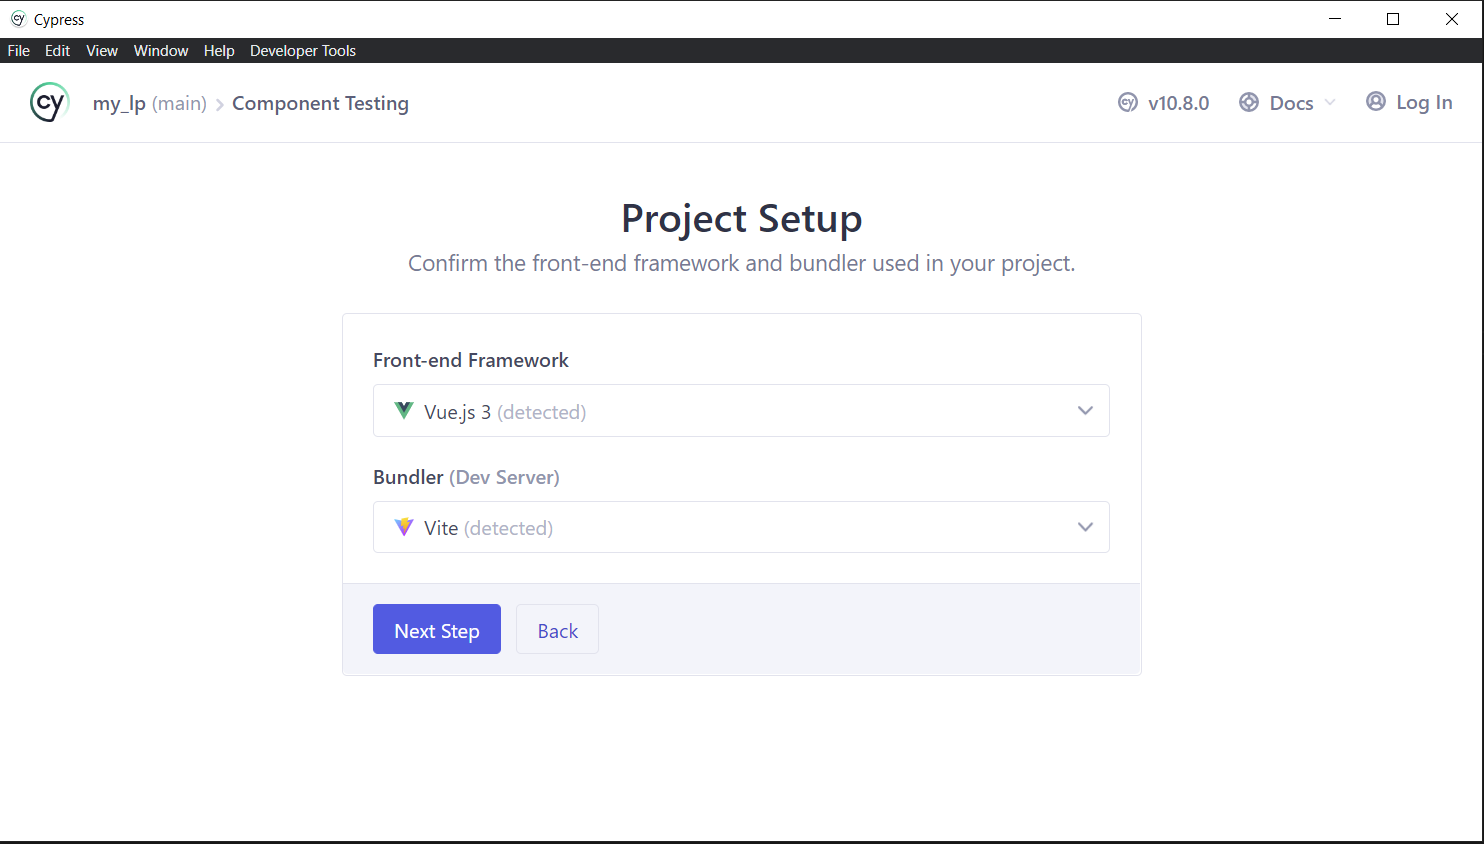 cy Cypress
File Edit View Window Help Developer Tools
cy my_lp (main) Component Testing cy v10.8.0 Docs Log In
Project Setup
Confirm the front-end framework and bundler used in your project.
Front-end Framework
Vue.js 3 (detected)
Bundler (Dev Server)
Vite (detected)
Next Step Back